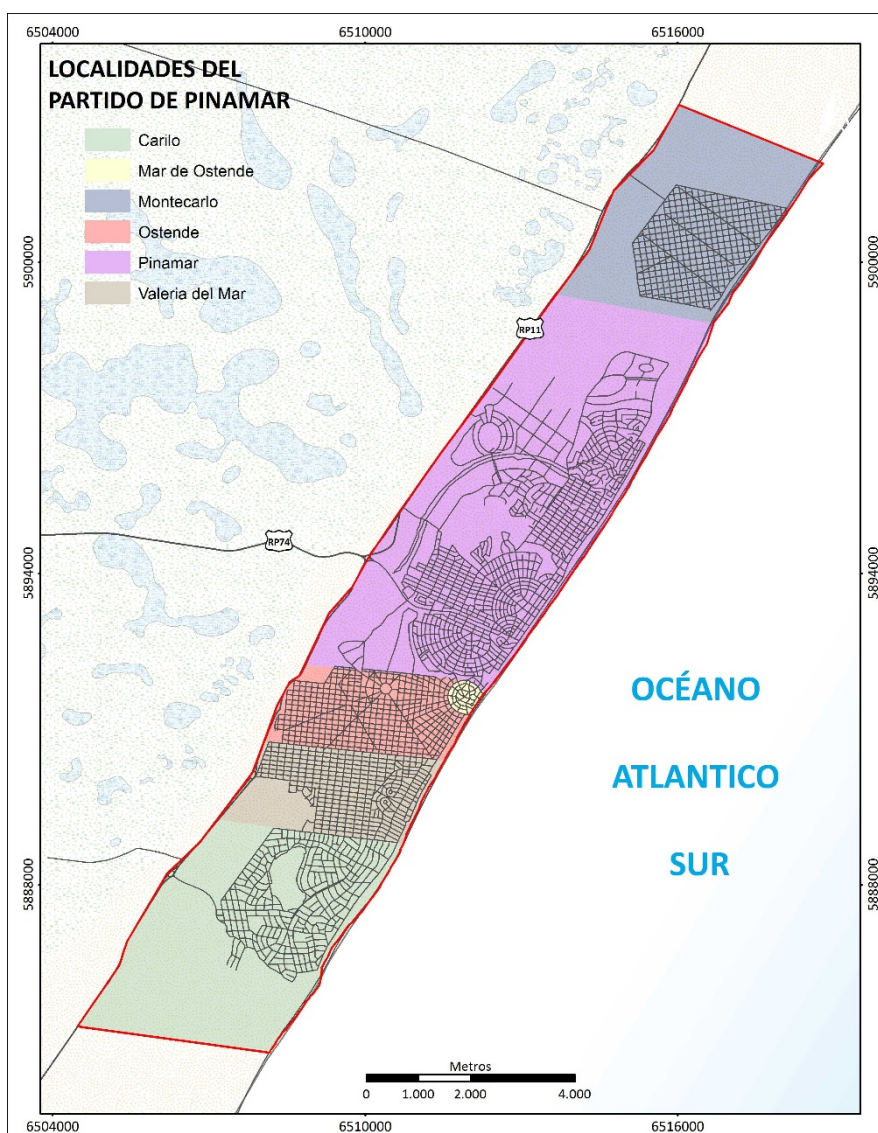 6504000
6510000
6516000
LOCALIDADES DEL
PARTIDO DE PINAMAR
Carilo
Mar de Ostende
Montecarlo
Ostende
Pinamar
Valeria del Mar
5900000
5900000
RP11
RP74
5894000
5894000
OCÉANO
ATLANTICO
SUR
5888000
5888000
Metros
0
1.000
2.000
4.000
6504000
6510000
6516000